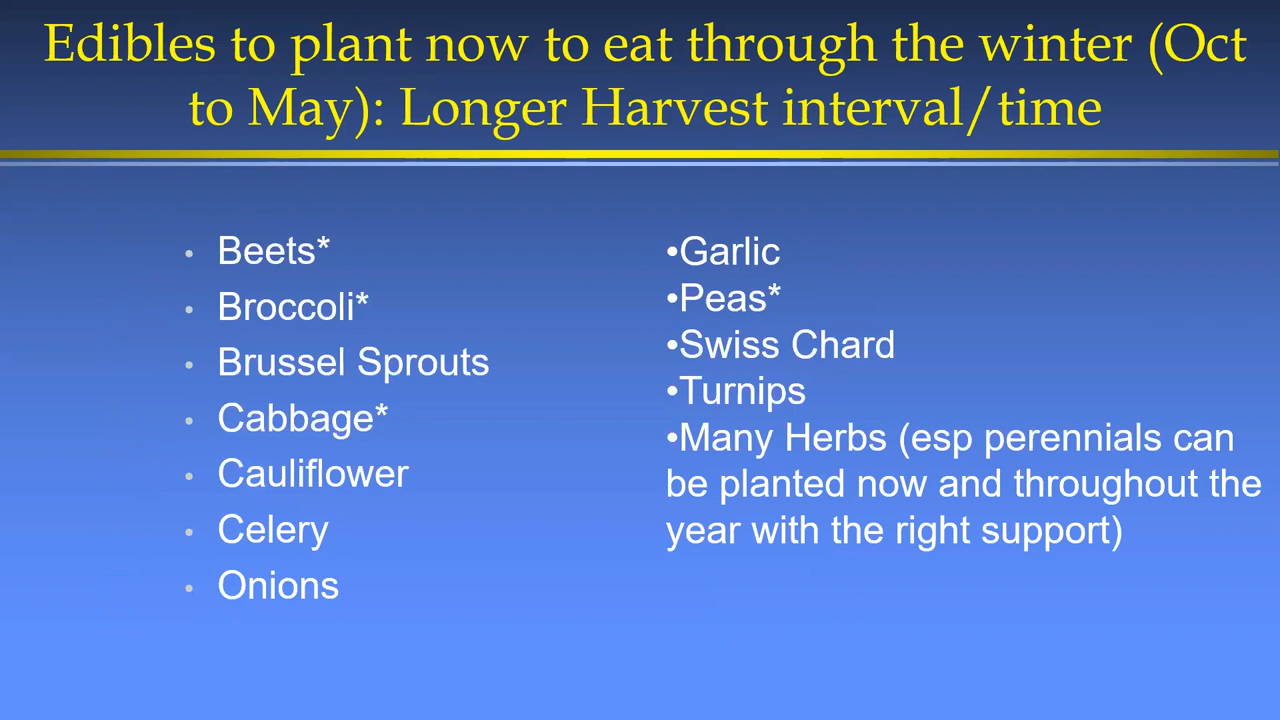 Edibles to plant now to eat through the winter (Oct
to May): Longer Harvest interval/time
• Beets*
• Broccoli*
• Brussel Sprouts
• Cabbage*
• Cauliflower
• Celery
• Onions
•Garlic
•Peas*
•Swiss Chard
•Turnips
•Many Herbs (esp perennials can
be planted now and throughout the
year with the right support)